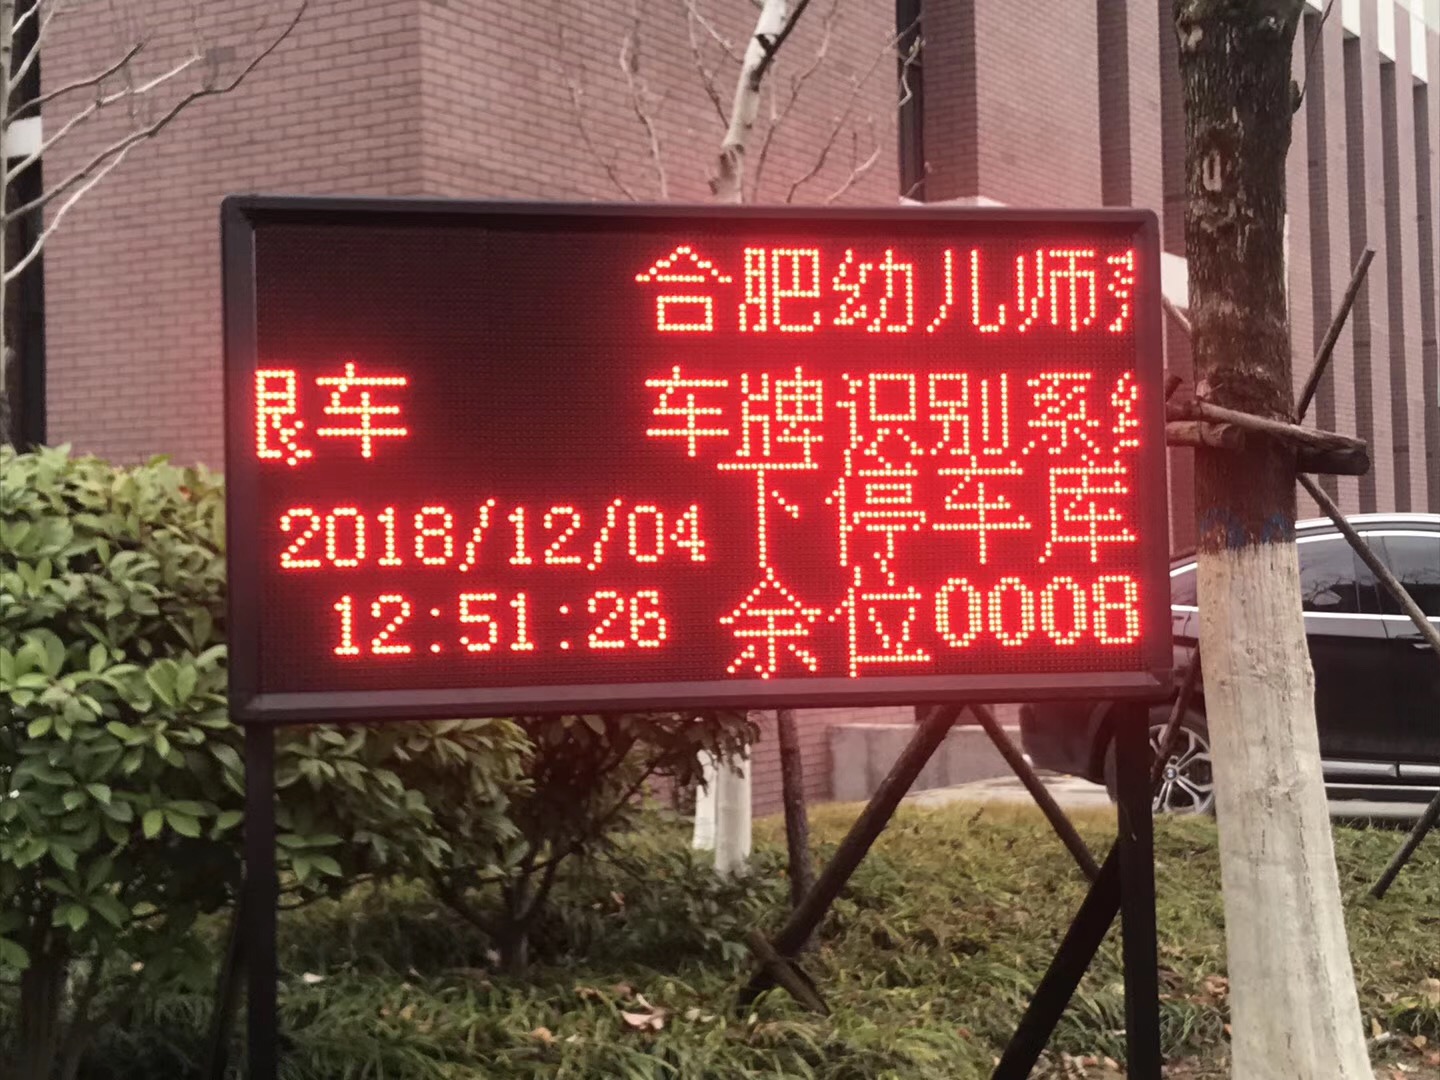 合肥幼儿师
车 车牌识别系
2018/12/04
12:51:26
下停车库
余位0008